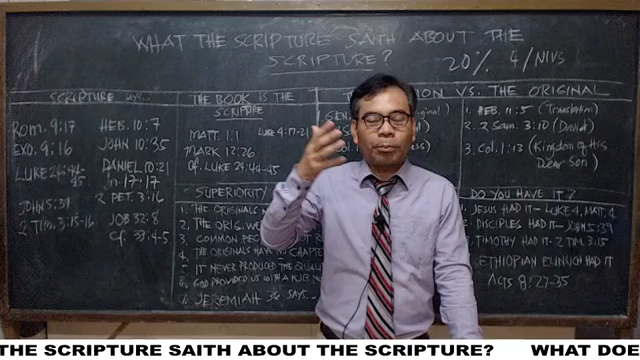 WHAT THE SCRIPTURE SAITH ABOUT THE
SCRIPTURE?
20% 4/NIVS
SCRIPTURE
ROM. 9:17 HEB. 10:7
EXO. 9:16 JOHN 10:35
LUKE 24:44-45 DANIEL 10:21
Jn. 17:17
JOHN 5:39 2 PET. 3:16
2 TIM. 3:15-16 JOB 32:8
Cf. 33:4-5
THE BOOK IS THE
SCRIPTURE
MATT. 1:1 LUKE 4:17-21
MARK 12:26
Cf. LUKE 24:44-45
VS. THE ORIGINAL
1. HEB. 11:5 (Translation)
2. 2 Sam. 3:10 (David)
3. Col. 1:13 (Kingdom of His
Dear Son)
SUPERIORITY
1. THE ORIGINALS
2. THE ORIG.
3. COMMON
4. THE ORIGINALS HAVE NO CHAPTE
IT NEVER PRODUCED THE
GOD PROVIDED US WITH A KJB
JEREMIAH 36 SAYS
DO YOU HAVE IT?
JESUS HAD IT - LUKE 4, MATT. 4
DISCIPLES HAD IT - JOHN 5:39
TIMOTHY HAD IT - 2 TIM. 3:15
ETHIOPIAN EUNUCH HAD IT
ACTS 8:27-35
THE SCRIPTURE SAITH ABOUT THE SCRIPTURE? WHAT DOE